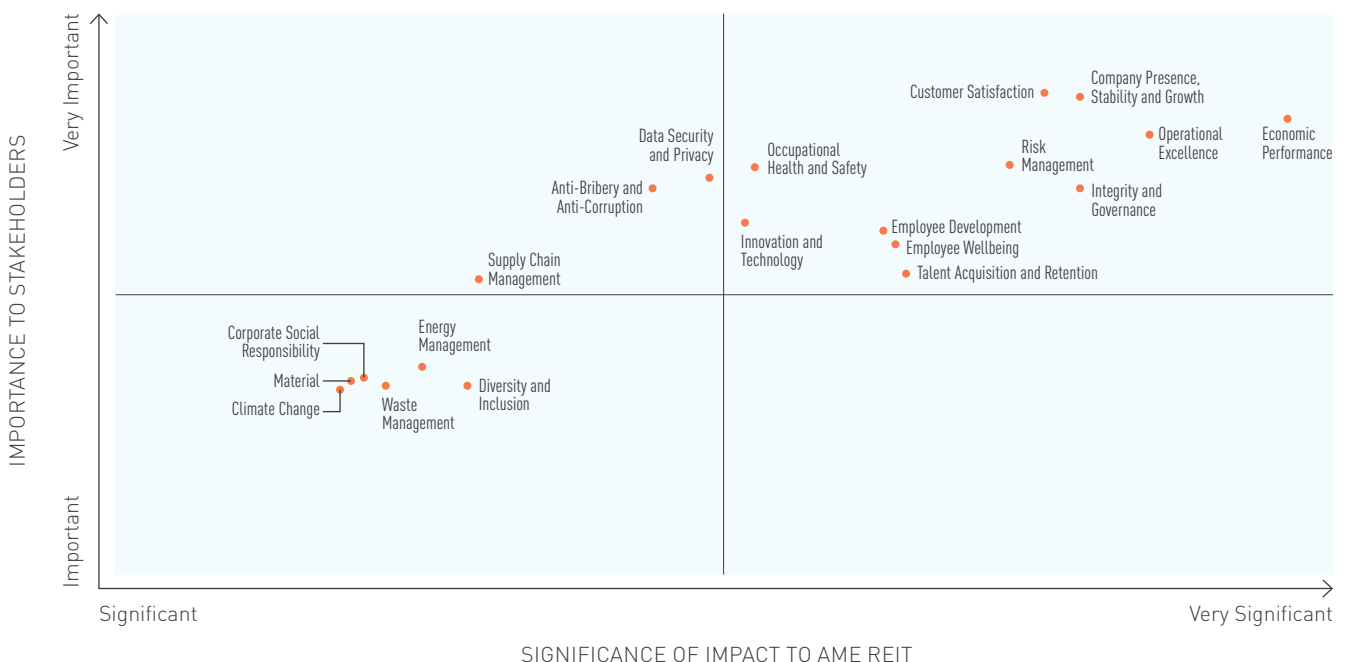 IMPORTANCE TO STAKEHOLDERS
Very Important
Important
Customer Satisfaction
Company Presence,
Stability and Growth
Data Security
and Privacy
Occupational
Health and Safety
Risk
Management
Operational
Excellence
Economic
Performance
Anti-Bribery and
Anti-Corruption
Integrity and
Governance
Innovation and
Technology
Employee Development
Employee Wellbeing
Talent Acquisition and Retention
Supply Chain
Management
Corporate Social
Responsibility
Energy
Management
Material
Climate Change
Waste
Management
Diversity and
Inclusion
Significant
Very Significant
SIGNIFICANCE OF IMPACT TO AME REIT